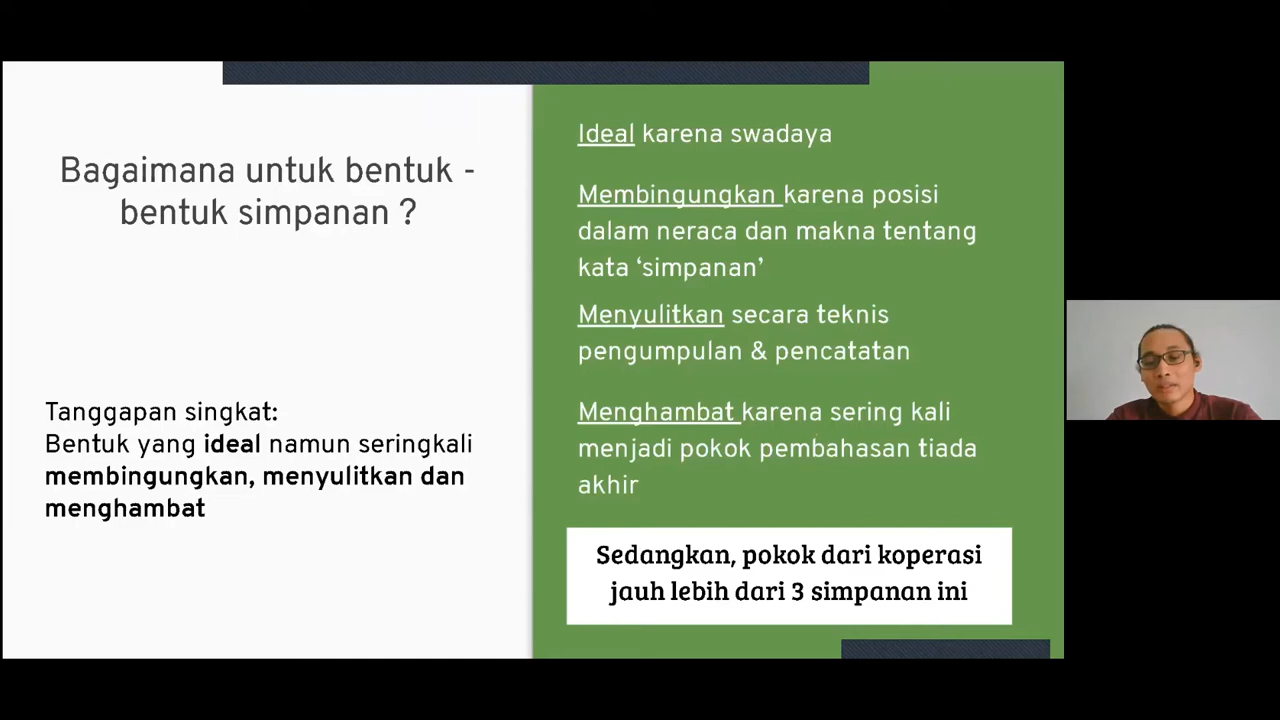 Bagaimana untuk bentuk -
bentuk simpanan ?
Tanggapan singkat:
Bentuk yang ideal namun seringkali
membingungkan, menyulitkan dan
menghambat
Ideal karena swadaya
Membingungkan karena posisi
dalam neraca dan makna tentang
kata ‘simpanan’
Menyulitkan secara teknis
pengumpulan & pencatatan
Menghambat karena sering kali
menjadi pokok pembahasan tiada
akhir
Sedangkan, pokok dari koperasi
jauh lebih dari 3 simpanan ini